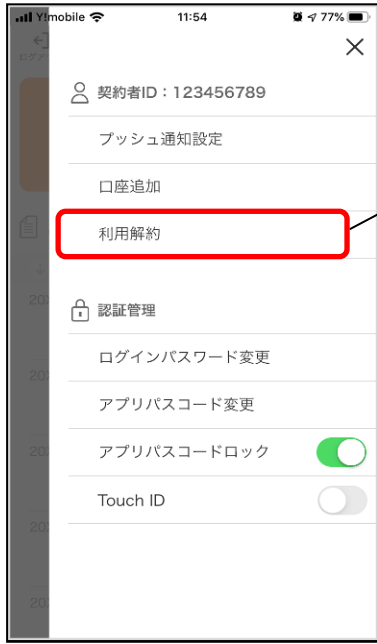 Y!mobile 11:54 77%
契約者ID：123456789
プッシュ通知設定
口座追加
利用解約
認証管理
ログインパスワード変更
アプリパスコード変更
アプリパスコードロック
Touch ID